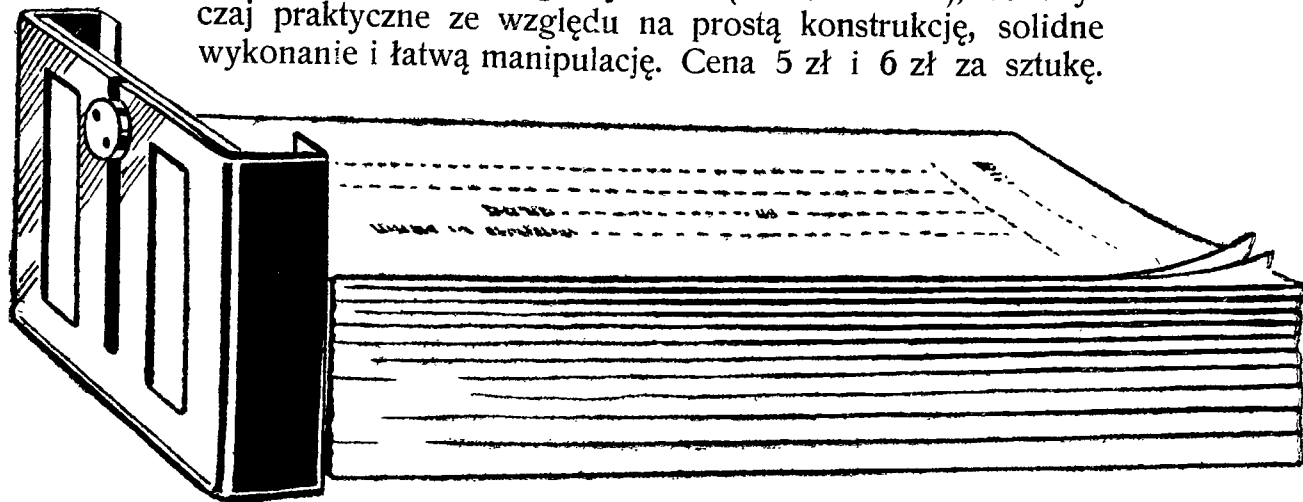 czaj praktyczne ze względu na prostą konstrukcję, solidne
wykonanie i łatwą manipulację. Cena 5 zł i 6 zł za sztukę.